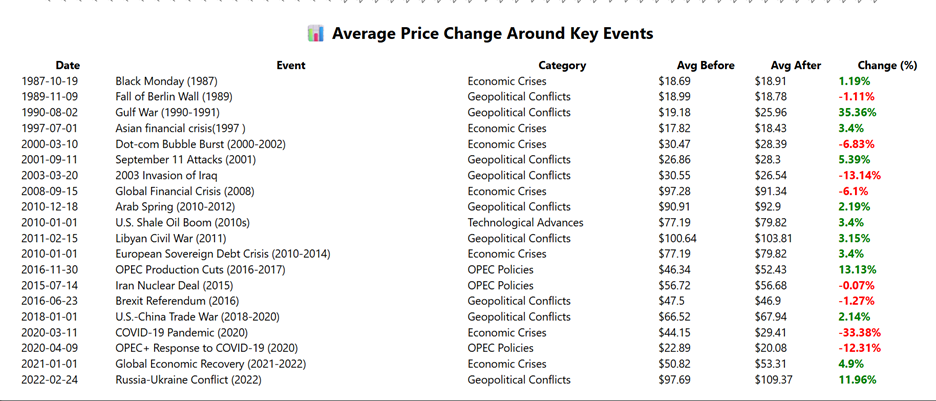 Average Price Change Around Key Events
Date Event Category Avg Before Avg After Change (%)
1987-10-19 Black Monday (1987) Economic Crises $18.69 $18.91 1.19%
1989-11-09 Fall of Berlin Wall (1989) Geopolitical Conflicts $18.99 $18.78 -1.11%
1990-08-02 Gulf War (1990-1991) Geopolitical Conflicts $19.18 $25.96 35.36%
1997-07-01 Asian financial crisis(1997 ) Economic Crises $17.82 $18.43 3.4%
2000-03-10 Dot-com Bubble Burst (2000-2002) Economic Crises $30.47 $28.39 -6.83%
2001-09-11 September 11 Attacks (2001) Geopolitical Conflicts $26.86 $28.3 5.39%
2003-03-20 2003 Invasion of Iraq Geopolitical Conflicts $30.55 $26.54 -13.14%
2008-09-15 Global Financial Crisis (2008) Economic Crises $97.28 $91.34 -6.1%
2010-12-18 Arab Spring (2010-2012) Geopolitical Conflicts $90.91 $92.9 2.19%
2010-01-01 U.S. Shale Oil Boom (2010s) Technological Advances $77.19 $79.82 3.4%
2011-02-15 Libyan Civil War (2011) Geopolitical Conflicts $100.64 $103.81 3.15%
2010-01-01 European Sovereign Debt Crisis (2010-2014) Economic Crises $77.19 $79.82 3.4%
2016-11-30 OPEC Production Cuts (2016-2017) OPEC Policies $46.34 $52.43 13.13%
2015-07-14 Iran Nuclear Deal (2015) OPEC Policies $56.72 $56.68 -0.07%
2016-06-23 Brexit Referendum (2016) Geopolitical Conflicts $47.5 $46.9 -1.27%
2018-01-01 U.S.-China Trade War (2018-2020) Geopolitical Conflicts $66.52 $67.94 2.14%
2020-03-11 COVID-19 Pandemic (2020) Economic Crises $44.15 $29.41 -33.38%
2020-04-09 OPEC+ Response to COVID-19 (2020) OPEC Policies $22.89 $20.08 -12.31%
2021-01-01 Global Economic Recovery (2021-2022) Economic Crises $50.82 $53.31 4.9%
2022-02-24 Russia-Ukraine Conflict (2022) Geopolitical Conflicts $97.69 $109.37 11.96%